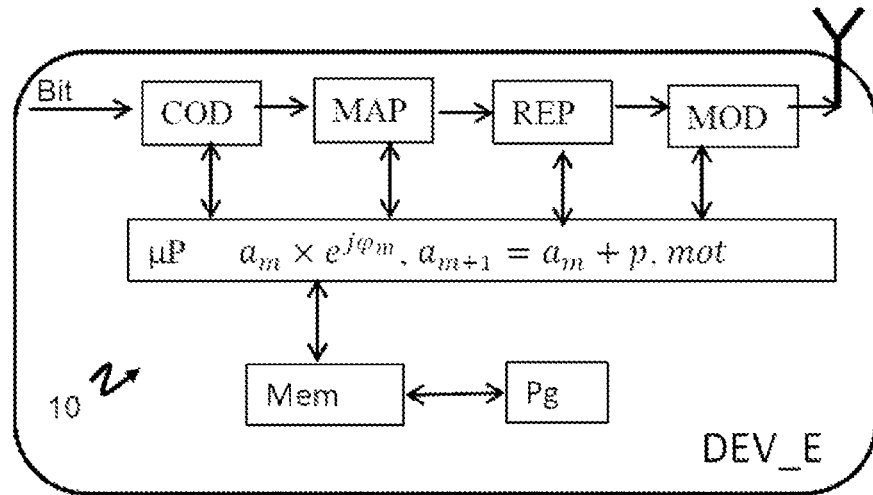 Bit
COD MAP REP MOD
μP a_m × e^{jφ_m}, a_{m+1} = a_m + p, mot
10
Mem Pg
DEV_E